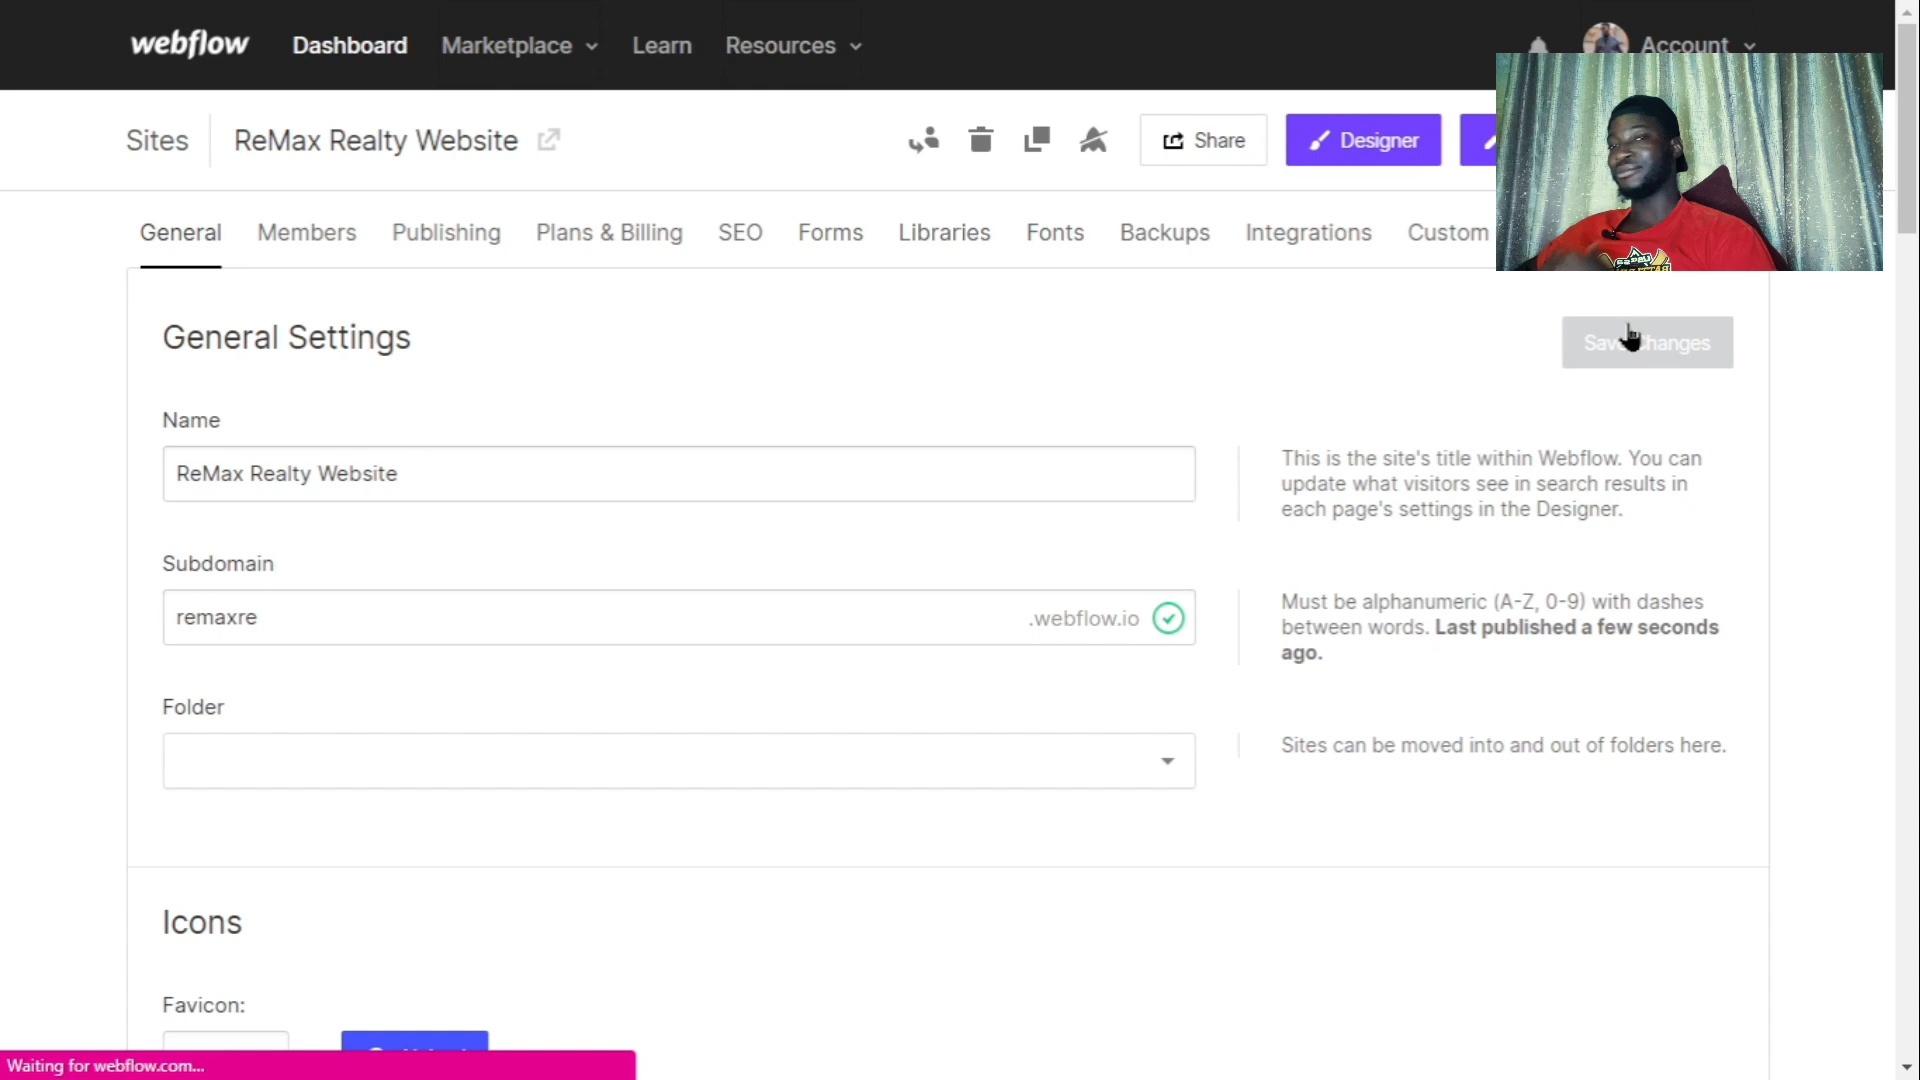 webflow Dashboard Marketplace Learn Resources Account
Sites ReMax Realty Website Share Designer
General Members Publishing Plans & Billing SEO Forms Libraries Fonts Backups Integrations Custom
General Settings
Save Changes
Name
ReMax Realty Website
This is the site's title within Webflow. You can
update what visitors see in search results in
each page's settings in the Designer.
Subdomain
remaxre .webflow.io
Must be alphanumeric (A-Z, 0-9) with dashes
between words. Last published a few seconds
ago.
Folder
Sites can be moved into and out of folders here.
Icons
Favicon:
Waiting for webflow.com...